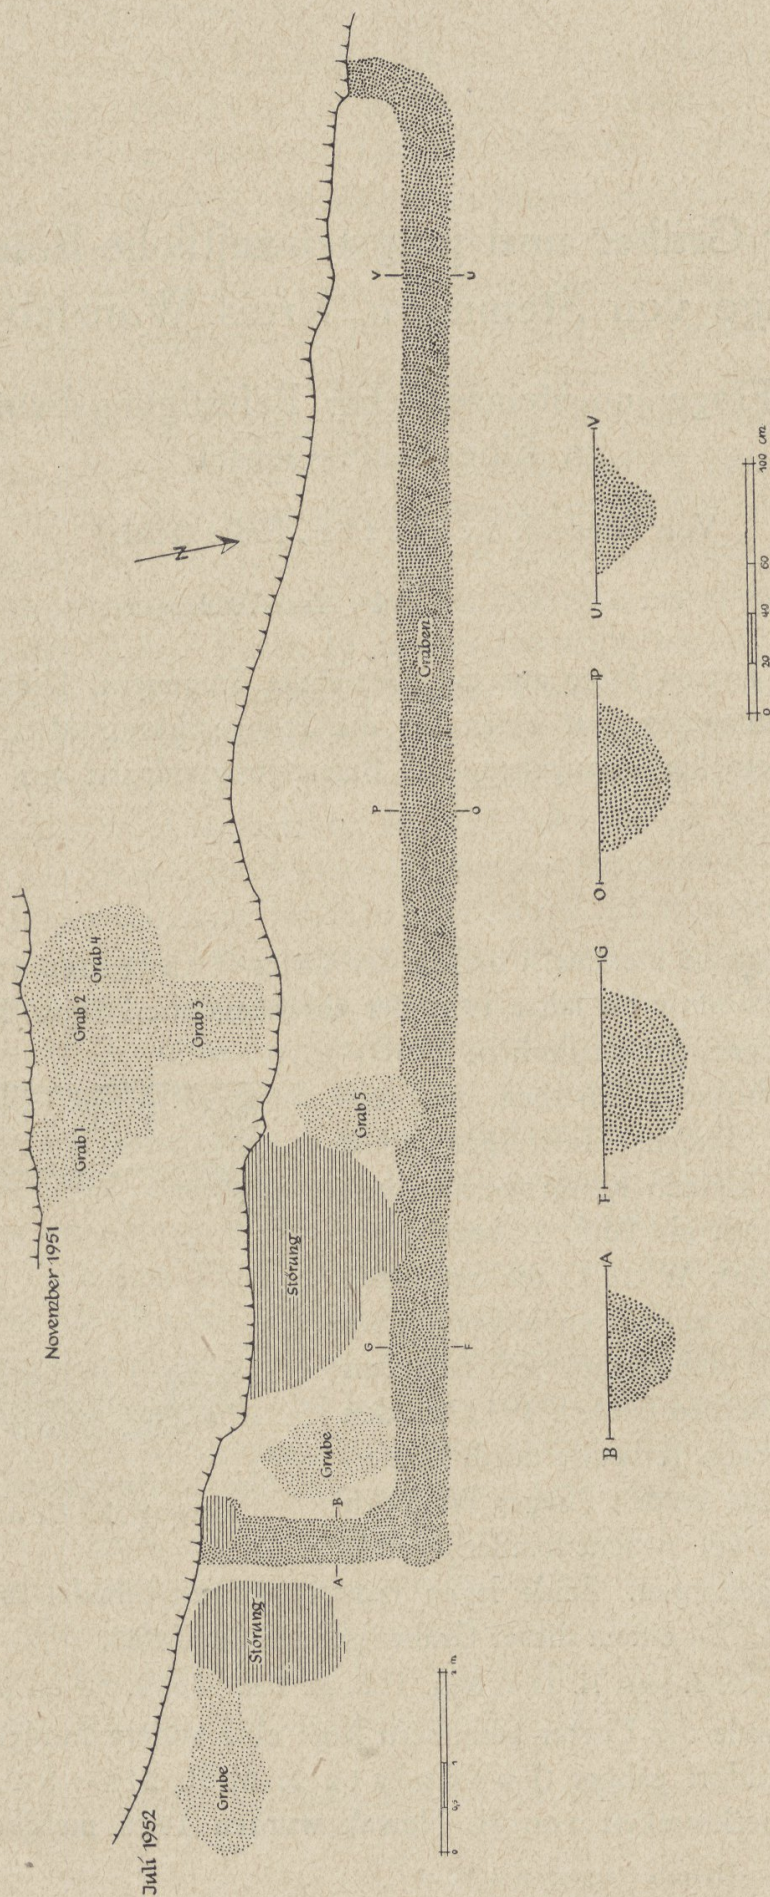 November 1951
Grab 1
Grab 2
Grab 4
Grab 3
Grab 5
Störung
Grube
Störung
Grube
Juli 1952
N
Graben
V
U
P
O
G
F
B
A
0 0,5 1 2 m
B A
F G
O P
U V
0 20 40 60 100 cm